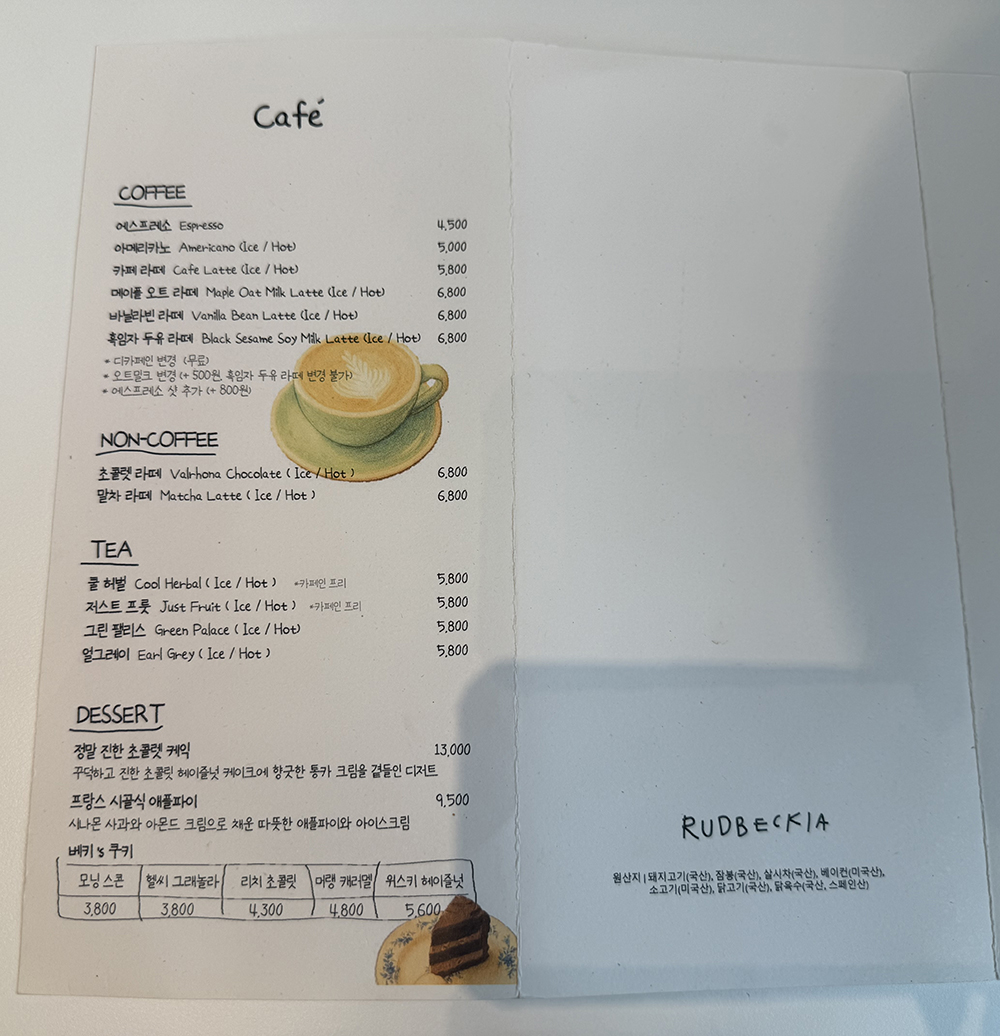 Café
COFFEE
에스프레소 Espresso 4,500
아메리카노 Americano (Ice / Hot) 5,000
카페 라떼 Cafe Latte (Ice / Hot) 5,800
메이플 오트 라떼 Maple Oat Milk Latte (Ice / Hot) 6,800
바닐라빈 라떼 Vanilla Bean Latte (Ice / Hot) 6,800
흑임자 두유 라떼 Black Sesame Soy Milk Latte (Ice / Hot) 6,800
* 디카페인 변경 (무료)
* 오트밀크 변경 (+ 500원, 흑임자 두유 라떼 변경 불가)
* 에스프레소 샷 추가 (+ 800원)
NON-COFFEE
초콜렛 라떼 Valrhona Chocolate ( Ice / Hot ) 6,800
말차 라떼 Matcha Latte ( Ice / Hot ) 6,800
TEA
쿨 허벌 Cool Herbal ( Ice / Hot ) *카페인 프리 5,800
저스트 프룻 Just Fruit ( Ice / Hot ) *카페인 프리 5,800
그린 팰리스 Green Palace ( Ice / Hot) 5,800
얼그레이 Earl Grey ( Ice / Hot ) 5,800
DESSERT
정말 진한 초콜렛 케익 13,000
꾸덕하고 진한 초콜릿 헤이즐넛 케이크에 향긋한 통카 크림을 곁들인 디저트
프랑스 시골식 애플파이 9,500
시나몬 사과와 아몬드 크림으로 채운 따뜻한 애플파이와 아이스크림
베키's 쿠키
모닝 스콘 헬씨 그래놀라 리치 초콜릿 머랭 캐러멜 위스키 헤이즐넛
3,800 3,800 4,300 4,800 5,600
RUDBECKIA
원산지 | 돼지고기(국산), 잠봉(국산), 살시차(국산), 베이컨(미국산),
소고기(미국산), 닭고기(국산), 닭육수(국산, 스페인산)